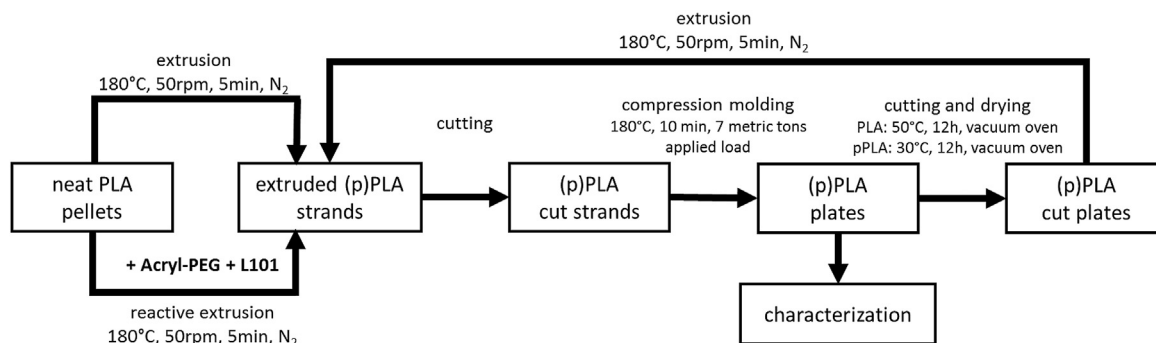 extrusion
180°C, 50rpm, 5min, N₂
extrusion
180°C, 50rpm, 5min, N₂
cutting
compression molding
180°C, 10 min, 7 metric tons
applied load
cutting and drying
PLA: 50°C, 12h, vacuum oven
pPLA: 30°C, 12h, vacuum oven
neat PLA
pellets
extruded (p)PLA
strands
(p)PLA
cut strands
(p)PLA
plates
(p)PLA
cut plates
+ Acryl-PEG + L101
reactive extrusion
180°C, 50rpm, 5min, N₂
characterization